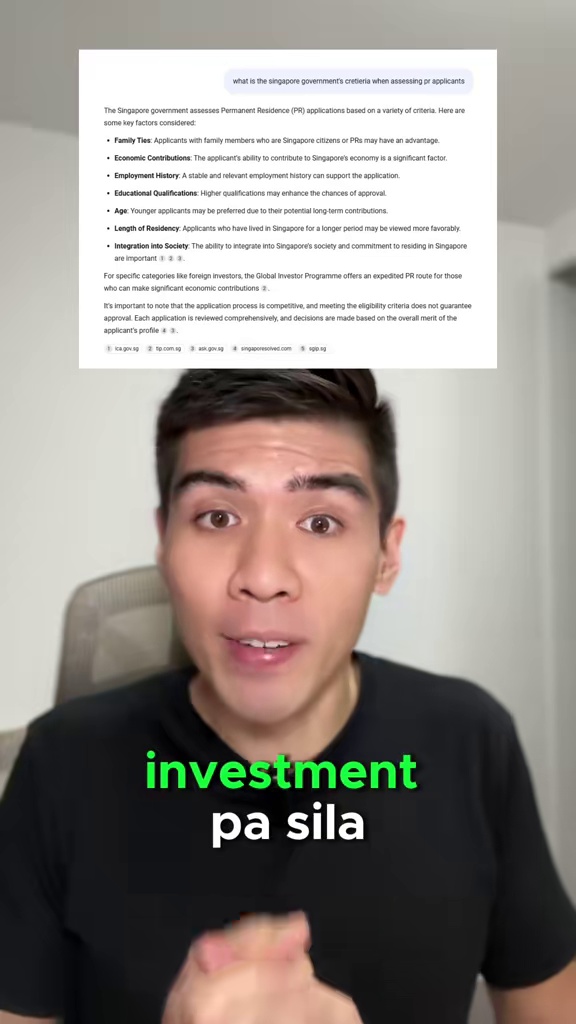 what is the singapore government's cretieria when assessing pr applicants
The Singapore government assesses Permanent Residence (PR) applications based on a variety of criteria. Here are
some key factors considered:
• Family Ties: Applicants with family members who are Singapore citizens or PRs may have an advantage.
• Economic Contributions: The applicant's ability to contribute to Singapore's economy is a significant factor.
• Employment History: A stable and relevant employment history can support the application.
• Educational Qualifications: Higher qualifications may enhance the chances of approval.
• Age: Younger applicants may be preferred due to their potential long-term contributions.
• Length of Residency: Applicants who have lived in Singapore for a longer period may be viewed more favorably.
• Integration into Society: The ability to integrate into Singapore's society and commitment to residing in Singapore
are important 1 2 3.
For specific categories like foreign investors, the Global Investor Programme offers an expedited PR route for those
who can make significant economic contributions 2.
It's important to note that the application process is competitive, and meeting the eligibility criteria does not guarantee
approval. Each application is reviewed comprehensively, and decisions are made based on the overall merit of the
applicant's profile 4 3.
1 ica.gov.sg 2 tip.com.sg 3 ask.gov.sg 4 singaporesolved.com 5 sgip.sg
investment
pa sila